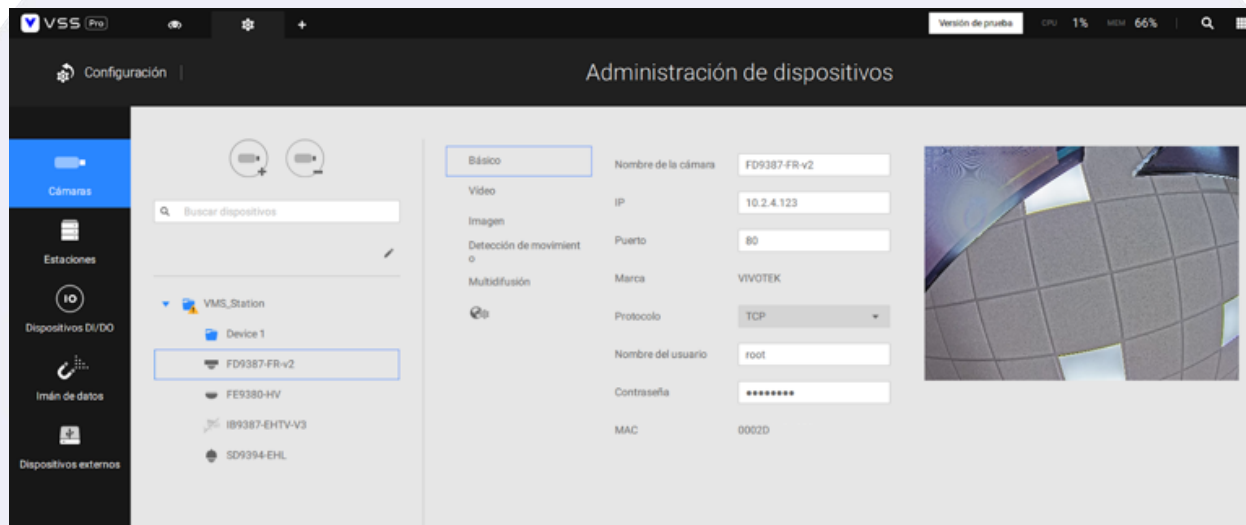 VSS Pro
Versión de prueba
CPU 1% MEM 66%
Configuración
Administración de dispositivos
Cámaras
Estaciones
IO
Dispositivos DI/DO
Imán de datos
Dispositivos externos
Buscar dispositivos
VMS_Station
Device 1
FD9387-FR-v2
FE9380-HV
IB9387-EHTV-V3
SD9394-EHL
Básico
Vídeo
Imagen
Detección de movimient
o
Multidifusión
Nombre de la cámara FD9387-FR-v2
IP 10.2.4.123
Puerto 80
Marca VIVOTEK
Protocolo TCP
Nombre del usuario root
Contraseña ●●●●●●●●
MAC 0002D